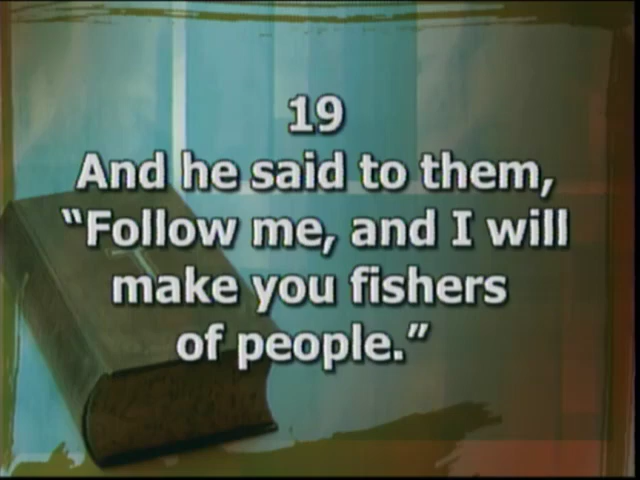 19
And he said to them,
“Follow me, and I will
make you fishers
of people.”